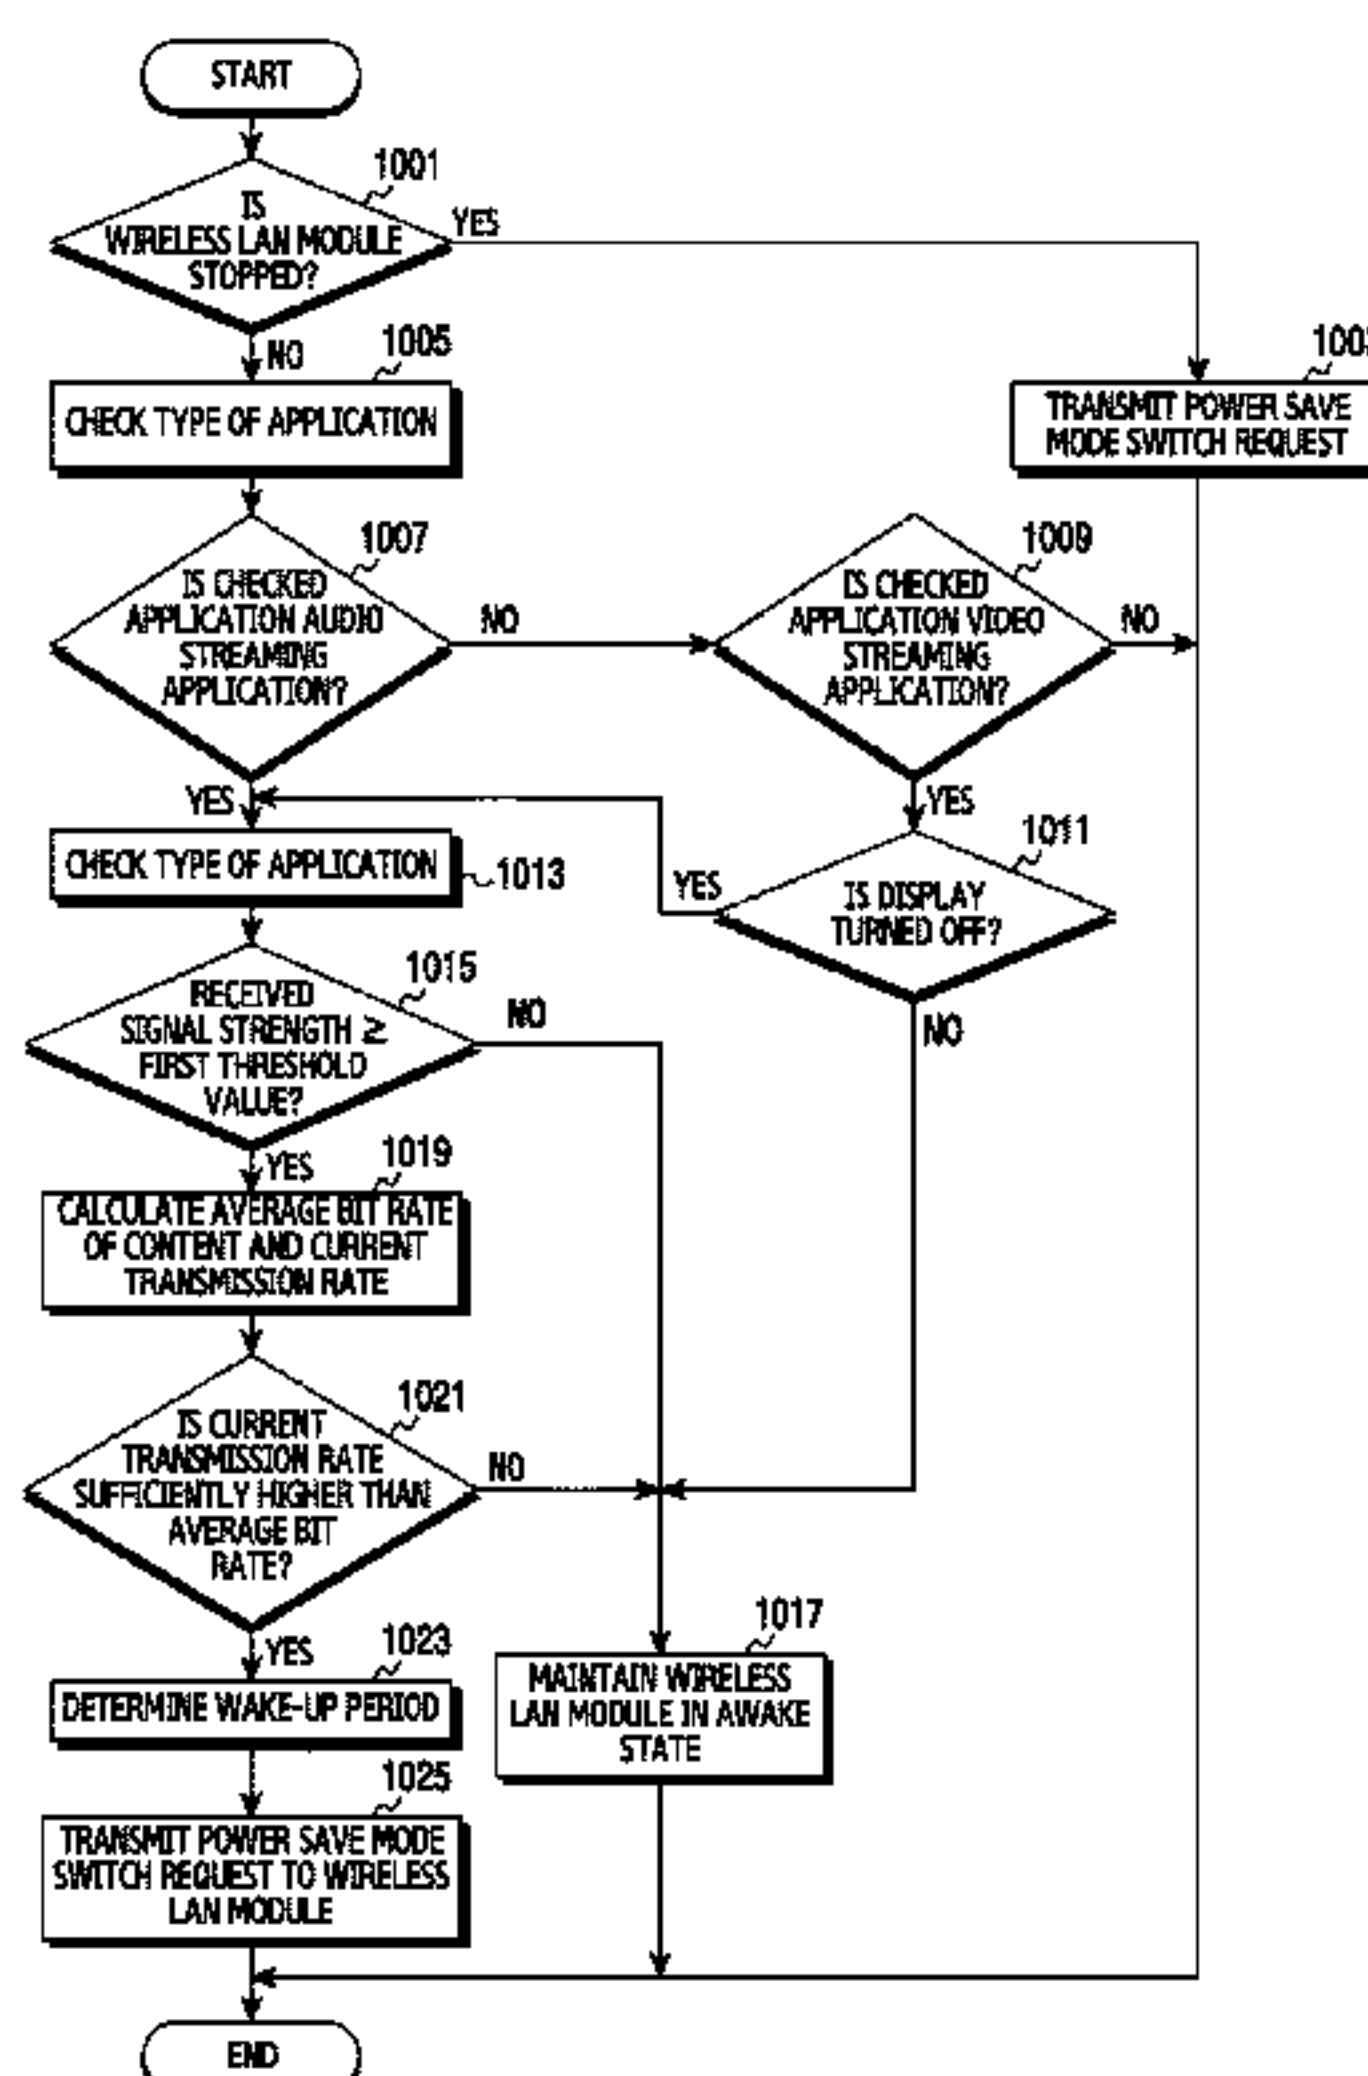 START
1001
IS
WIRELESS LAN MODULE
STOPPED?
YES
NO
1005
CHECK TYPE OF APPLICATION
TRANSMIT POWER SAVE
MODE SWITCH REQUEST
1007
IS CHECKED
APPLICATION AUDIO
STREAMING
APPLICATION?
NO
1009
IS CHECKED
APPLICATION VIDEO
STREAMING
APPLICATION?
NO
YES
YES
1011
IS DISPLAY
TURNED OFF?
YES
NO
CHECK TYPE OF APPLICATION
1013
1015
RECEIVED
SIGNAL STRENGTH ≥
FIRST THRESHOLD
VALUE?
NO
YES
1019
CALCULATE AVERAGE BIT RATE
OF CONTENT AND CURRENT
TRANSMISSION RATE
1021
IS CURRENT
TRANSMISSION RATE
SUFFICIENTLY HIGHER THAN
AVERAGE BIT
RATE?
NO
YES
1023
DETERMINE WAKE-UP PERIOD
1017
MAINTAIN WIRELESS
LAN MODULE IN AWAKE
STATE
1025
TRANSMIT POWER SAVE MODE
SWITCH REQUEST TO WIRELESS
LAN MODULE
END